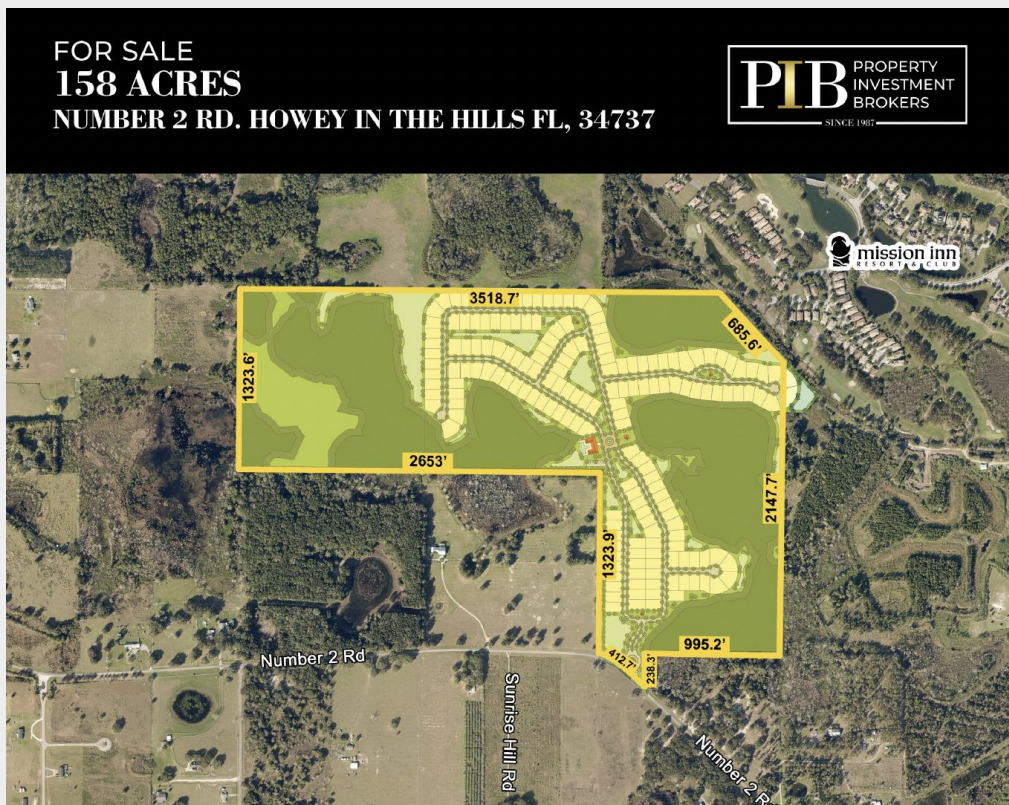 FOR SALE
158 ACRES
NUMBER 2 RD. HOWEY IN THE HILLS FL, 34737
PIB
PROPERTY
INVESTMENT
BROKERS
SINCE 1987
mission inn
RESORT & CLUB
3518.7'
685.6'
1323.6'
2653'
2147.7'
1323.9'
995.2'
412.7'
238.3'
Number 2 Rd
Sunrise Hill Rd
Number 2 Rd